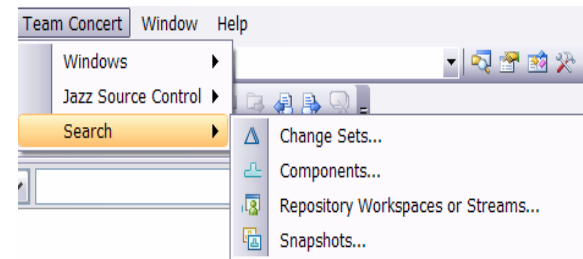 Team Concert Window Help
Windows
Jazz Source Control
Search
Change Sets...
Components...
Repository Workspaces or Streams...
Snapshots...